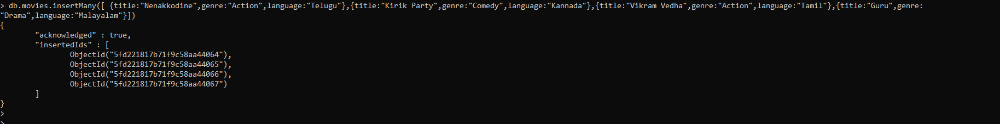 > db.movies.insertMany([ {title:"Nenakkodine",genre:"Action",language:"Telugu"},{title:"Kirik Party",genre:"Comedy",language:"Kannada"},{title:"Vikram Vedha",genre:"Action",language:"Tamil"},{title:"Guru",genre:
"Drama",language:"Malayalam"}])
{
        "acknowledged" : true,
        "insertedIds" : [
                ObjectId("5fd221817b71f9c58aa44064"),
                ObjectId("5fd221817b71f9c58aa44065"),
                ObjectId("5fd221817b71f9c58aa44066"),
                ObjectId("5fd221817b71f9c58aa44067")
        ]
}
>
>